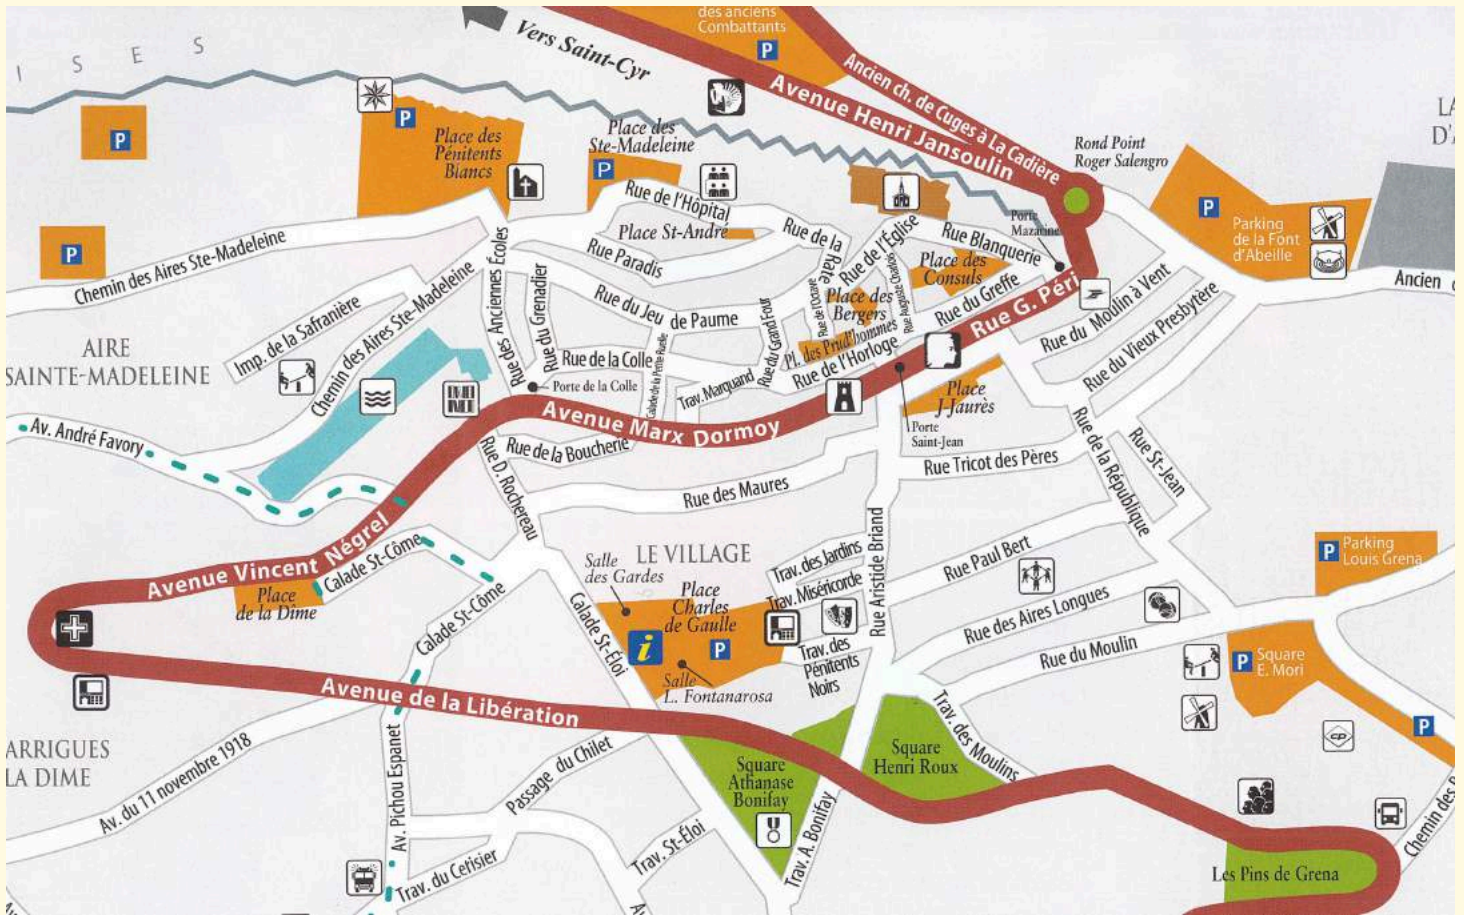 I S E S
Vers Saint-Cyr
des anciens
Combattants
P
Ancien ch. de Cuges à La Cadière
Avenue Henri Jansoulin
Rond Point
Roger Salengro
P
P
Place des
Pénitents
Blancs
Place des
Ste-Madeleine
P
Rue de l'Hôpital
Place St-André
Rue Paradis
Rue de la Rate
Rue de l'Église
Rue Blanquerie
Porte
Mazarine
P
Parking
de la Font
d'Abeille
Ancien
P
Chemin des Aires Ste-Madeleine
Place des
Consuls
Rue du Greffe
Rue G. Péri
Rue Auguste Chabon
Place des
Bergers
Rue du Jeu de Paume
Rue du Grand Four
Pl. des Prud'hommes
Rue de l'Horloge
Rue du Moulin à Vent
Rue du Vieux Presbytère
Imp. de la Safranière
Chemin des Aires Ste-Madeleine
Rue des Anciennes Écoles
Rue du Grenadier
Rue de la Colle
Porte de la Colle
Calade de la Petite Ruelle
Trav. Marquand
AIRE
SAINTE-MADELEINE
Place
J-Jaurès
Porte
Saint-Jean
Avenue Marx Dormoy
Av. André Favory
Rue de la Boucherie
Rue D. Rochereau
Rue des Maures
Rue Tricot des Pères
Rue de la République
Rue St-Jean
Avenue Vincent Négrel
Calade St-Côme
Place
de la Dîme
Calade St-Côme
LE VILLAGE
Salle
des Gardes
Place
Charles
de Gaulle
i
P
Salle
L. Fontanarosa
Calade St-Éloi
Trav. des Jardins
Trav. Miséricorde
Trav. des
Pénitents
Noirs
Rue Aristide Briand
Rue Paul Bert
Rue des Aires Longues
Rue du Moulin
P
Parking
Louis Grena
P
Square
E. Mori
P
CP
Avenue de la Libération
ARRIGUES
LA DIME
Av. du 11 novembre 1918
Av. Pichou Espanet
Passage du Chilet
Trav. du Cerisier
Trav. St-Éloi
Square
Athanase
Bonifay
Trav. A. Bonifay
Square
Henri Roux
Trav. des Moulins
Les Pins de Grena
Chemin des